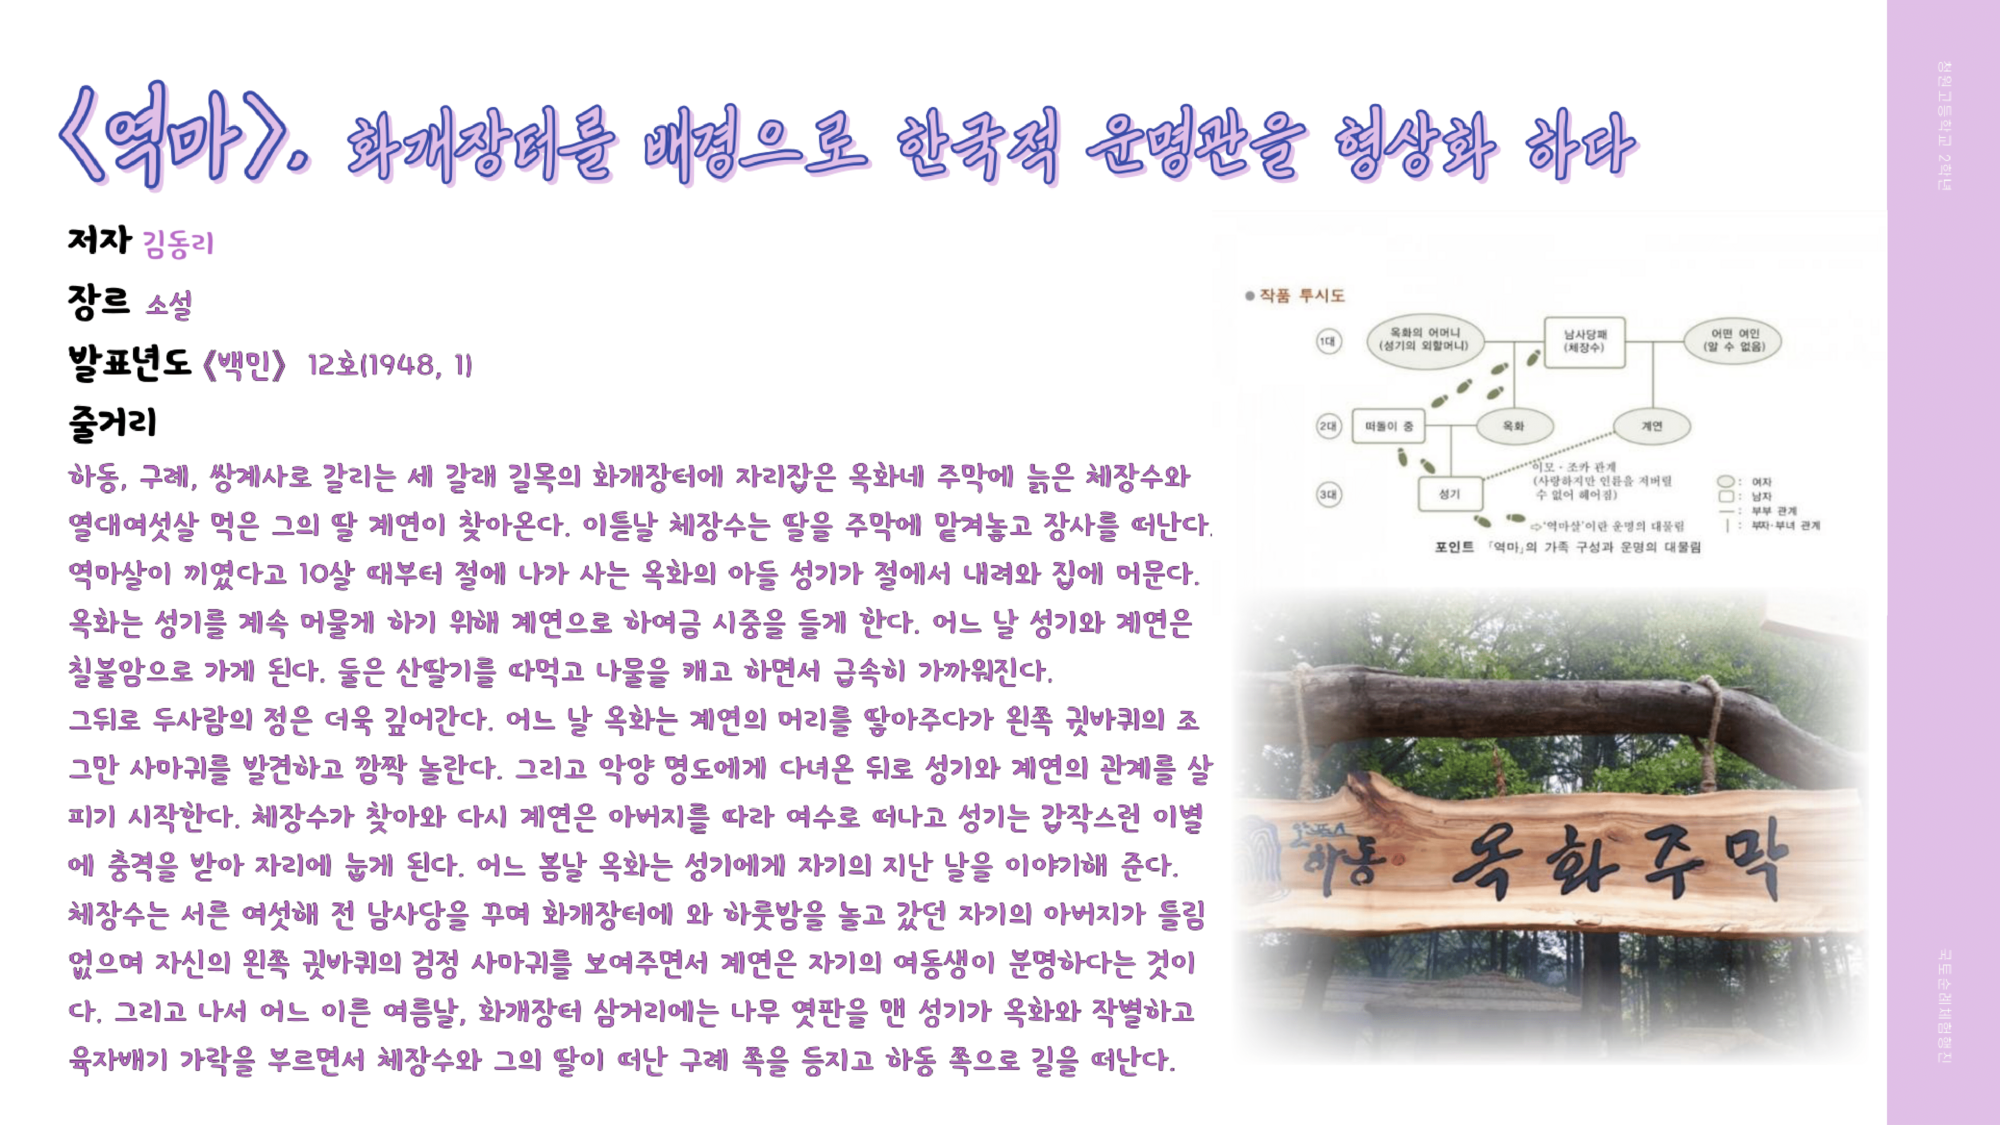 <역마>. 화개장터를 배경으로 한국적 운명관을 형상화 하다
저자 김동리
장르 소설
발표년도 《백민》 12호(1948, 1)
줄거리
하동, 구례, 쌍계사로 갈리는 세 갈래 길목의 화개장터에 자리잡은 옥화네 주막에 늙은 체장수와
열대여섯살 먹은 그의 딸 계연이 찾아온다. 이튿날 체장수는 딸을 주막에 맡겨놓고 장사를 떠난다.
역마살이 끼였다고 10살 때부터 절에 나가 사는 옥화의 아들 성기가 절에서 내려와 집에 머문다.
옥화는 성기를 계속 머물게 하기 위해 계연으로 하여금 시중을 들게 한다. 어느 날 성기와 계연은
칠불암으로 가게 된다. 둘은 산딸기를 따먹고 나물을 캐고 하면서 급속히 가까워진다.
그뒤로 두사람의 정은 더욱 깊어간다. 어느 날 옥화는 계연의 머리를 땋아주다가 왼쪽 귓바퀴의 조
그만 사마귀를 발견하고 깜짝 놀란다. 그리고 악양 명도에게 다녀온 뒤로 성기와 계연의 관계를 살
피기 시작한다. 체장수가 찾아와 다시 계연은 아버지를 따라 여수로 떠나고 성기는 갑작스런 이별
에 충격을 받아 자리에 눕게 된다. 어느 봄날 옥화는 성기에게 자기의 지난 날을 이야기해 준다.
체장수는 서른 여섯해 전 남사당을 꾸며 화개장터에 와 하룻밤을 놀고 갔던 자기의 아버지가 틀림
없으며 자신의 왼쪽 귓바퀴의 검정 사마귀를 보여주면서 계연은 자기의 여동생이 분명하다는 것이
다. 그리고 나서 어느 이른 여름날, 화개장터 삼거리에는 나무 엿판을 맨 성기가 옥화와 작별하고
육자배기 가락을 부르면서 체장수와 그의 딸이 떠난 구례 쪽을 등지고 하동 쪽으로 길을 떠난다.
● 작품 투시도
1대
옥화의 어머니
(성기의 외할머니)
남사당패
(체장수)
어떤 여인
(알 수 없음)
2대
떠돌이 중
옥화
계연
이모·조카 관계
(사랑하지만 인륜을 저버릴
수 없어 헤어짐)
3대
성기
⇨'역마살'이란 운명의 대물림
: 여자
: 남자
: 부부 관계
: 부자·부녀 관계
포인트 「역마」의 가족 구성과 운명의 대물림
하동
옥화주막
청원고등학교 2학년
국토순례체험행진